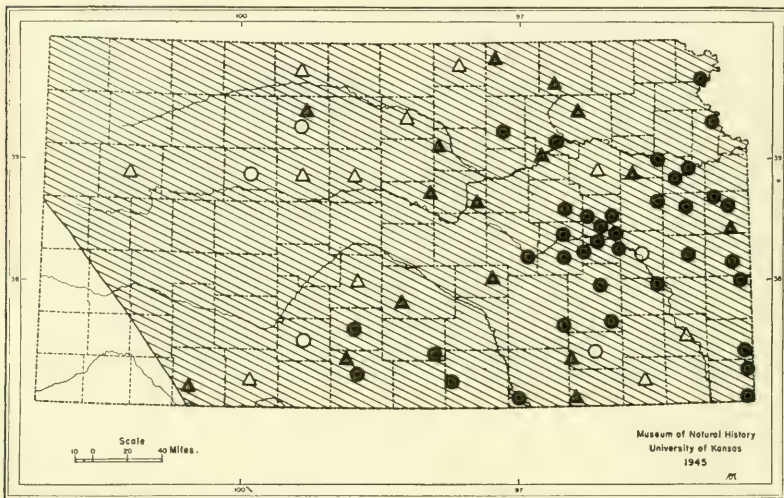 100 97
39 39
38 38
Scale
10 0 20 40 Miles.
Museum of Natural History
University of Kansas
1945
100 97